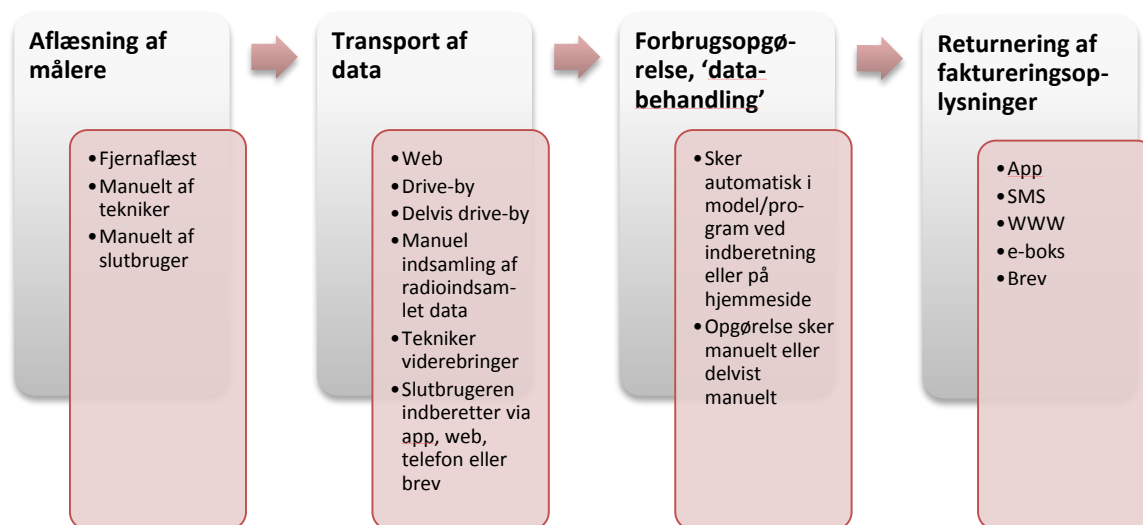 Aflæsning af
målere
• Fjernaflæst
• Manuelt af
tekniker
• Manuelt af
slutbruger
Transport af
data
• Web
• Drive-by
• Delvis drive-by
• Manuel
indsamling af
radioindsam-
let data
• Tekniker
viderebringer
• Slutbrugeren
indberetter via
app, web,
telefon eller
brev
Forbrugsopgø-
relse, ‘data-
behandling’
• Sker
automatisk i
model/pro-
gram ved
indberetning
eller på
hjemmeside
• Opgørelse sker
manuelt eller
delvist
manuelt
Returnering af
faktureringsop-
lysninger
• App
• SMS
• WWW
• e-boks
• Brev